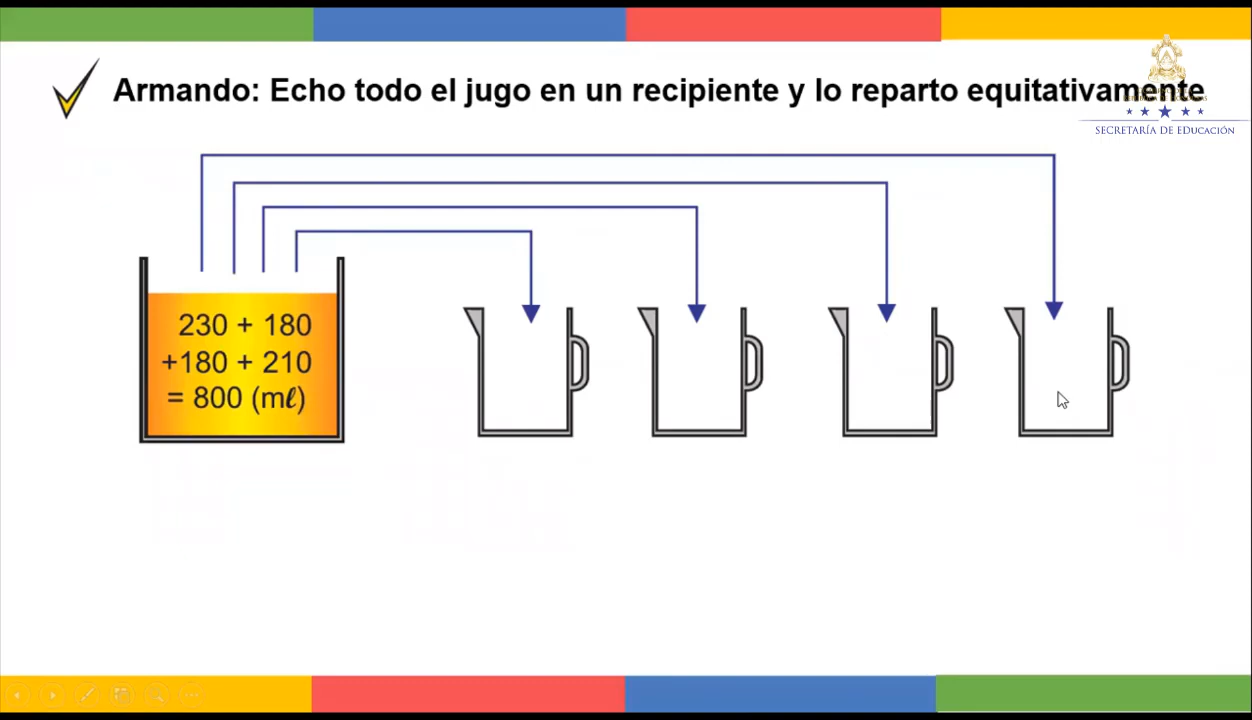 Armando: Echo todo el jugo en un recipiente y lo reparto equitativamente
SECRETARÍA DE EDUCACIÓN
230 + 180
+180 + 210
= 800 (mℓ)